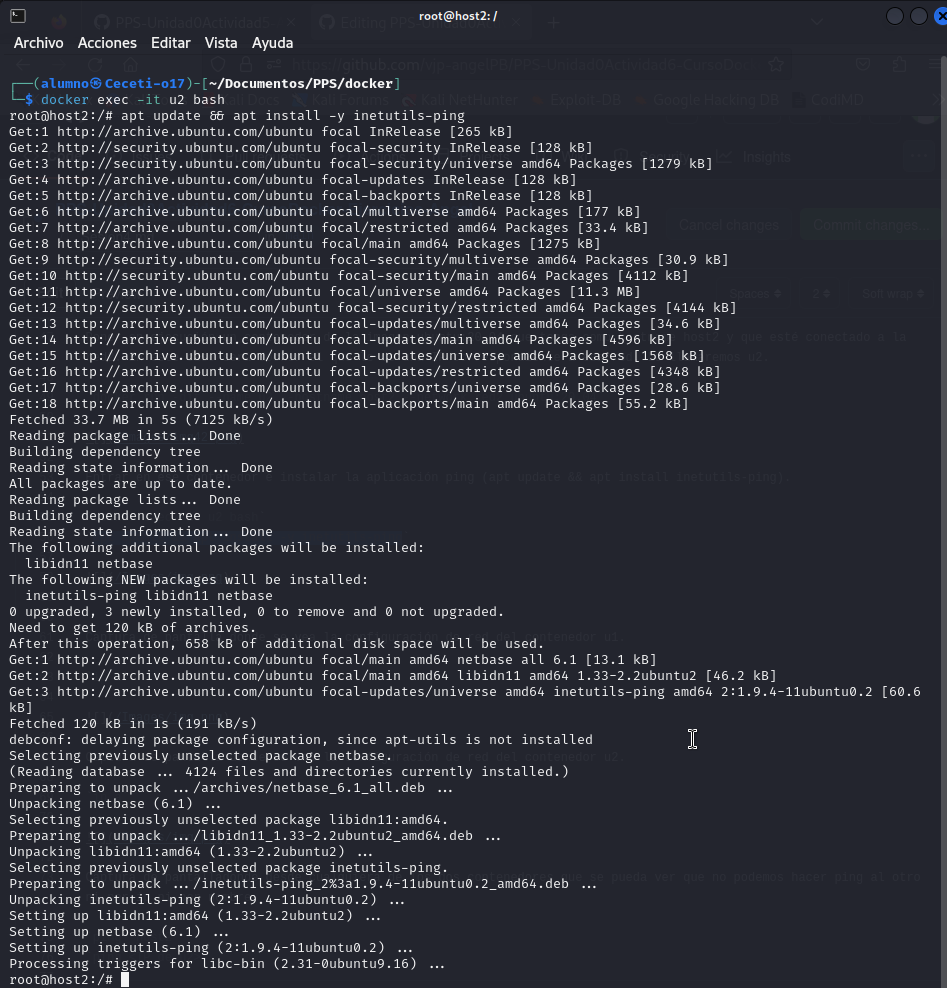 root@host2: /
Archivo Acciones Editar Vista Ayuda
┌──(alumno㉿Ceceti-o17)-[~/Documentos/PPS/docker]
└─$ docker exec -it u2 bash
root@host2:/# apt update && apt install -y inetutils-ping
Get:1 http://archive.ubuntu.com/ubuntu focal InRelease [265 kB]
Get:2 http://security.ubuntu.com/ubuntu focal-security InRelease [128 kB]
Get:3 http://security.ubuntu.com/ubuntu focal-security/universe amd64 Packages [1279 kB]
Get:4 http://archive.ubuntu.com/ubuntu focal-updates InRelease [128 kB]
Get:5 http://archive.ubuntu.com/ubuntu focal-backports InRelease [128 kB]
Get:6 http://archive.ubuntu.com/ubuntu focal/multiverse amd64 Packages [177 kB]
Get:7 http://archive.ubuntu.com/ubuntu focal/restricted amd64 Packages [33.4 kB]
Get:8 http://archive.ubuntu.com/ubuntu focal/main amd64 Packages [1275 kB]
Get:9 http://security.ubuntu.com/ubuntu focal-security/multiverse amd64 Packages [30.9 kB]
Get:10 http://security.ubuntu.com/ubuntu focal-security/main amd64 Packages [4112 kB]
Get:11 http://archive.ubuntu.com/ubuntu focal/universe amd64 Packages [11.3 MB]
Get:12 http://security.ubuntu.com/ubuntu focal-security/restricted amd64 Packages [4144 kB]
Get:13 http://archive.ubuntu.com/ubuntu focal-updates/multiverse amd64 Packages [34.6 kB]
Get:14 http://archive.ubuntu.com/ubuntu focal-updates/main amd64 Packages [4596 kB]
Get:15 http://archive.ubuntu.com/ubuntu focal-updates/universe amd64 Packages [1568 kB]
Get:16 http://archive.ubuntu.com/ubuntu focal-updates/restricted amd64 Packages [4348 kB]
Get:17 http://archive.ubuntu.com/ubuntu focal-backports/universe amd64 Packages [28.6 kB]
Get:18 http://archive.ubuntu.com/ubuntu focal-backports/main amd64 Packages [55.2 kB]
Fetched 33.7 MB in 5s (7125 kB/s)
Reading package lists... Done
Building dependency tree
Reading state information... Done
All packages are up to date.
Reading package lists... Done
Building dependency tree
Reading state information... Done
The following additional packages will be installed:
  libidn11 netbase
The following NEW packages will be installed:
  inetutils-ping libidn11 netbase
0 upgraded, 3 newly installed, 0 to remove and 0 not upgraded.
Need to get 120 kB of archives.
After this operation, 658 kB of additional disk space will be used.
Get:1 http://archive.ubuntu.com/ubuntu focal/main amd64 netbase all 6.1 [13.1 kB]
Get:2 http://archive.ubuntu.com/ubuntu focal/main amd64 libidn11 amd64 1.33-2.2ubuntu2 [46.2 kB]
Get:3 http://archive.ubuntu.com/ubuntu focal-updates/universe amd64 inetutils-ping amd64 2:1.9.4-11ubuntu0.2 [60.6
kB]
Fetched 120 kB in 1s (191 kB/s)
debconf: delaying package configuration, since apt-utils is not installed
Selecting previously unselected package netbase.
(Reading database ... 4124 files and directories currently installed.)
Preparing to unpack .../archives/netbase_6.1_all.deb ...
Unpacking netbase (6.1) ...
Selecting previously unselected package libidn11:amd64.
Preparing to unpack .../libidn11_1.33-2.2ubuntu2_amd64.deb ...
Unpacking libidn11:amd64 (1.33-2.2ubuntu2) ...
Selecting previously unselected package inetutils-ping.
Preparing to unpack .../inetutils-ping_2%3a1.9.4-11ubuntu0.2_amd64.deb ...
Unpacking inetutils-ping (2:1.9.4-11ubuntu0.2) ...
Setting up libidn11:amd64 (1.33-2.2ubuntu2) ...
Setting up netbase (6.1) ...
Setting up inetutils-ping (2:1.9.4-11ubuntu0.2) ...
Processing triggers for libc-bin (2.31-0ubuntu9.16) ...
root@host2:/#